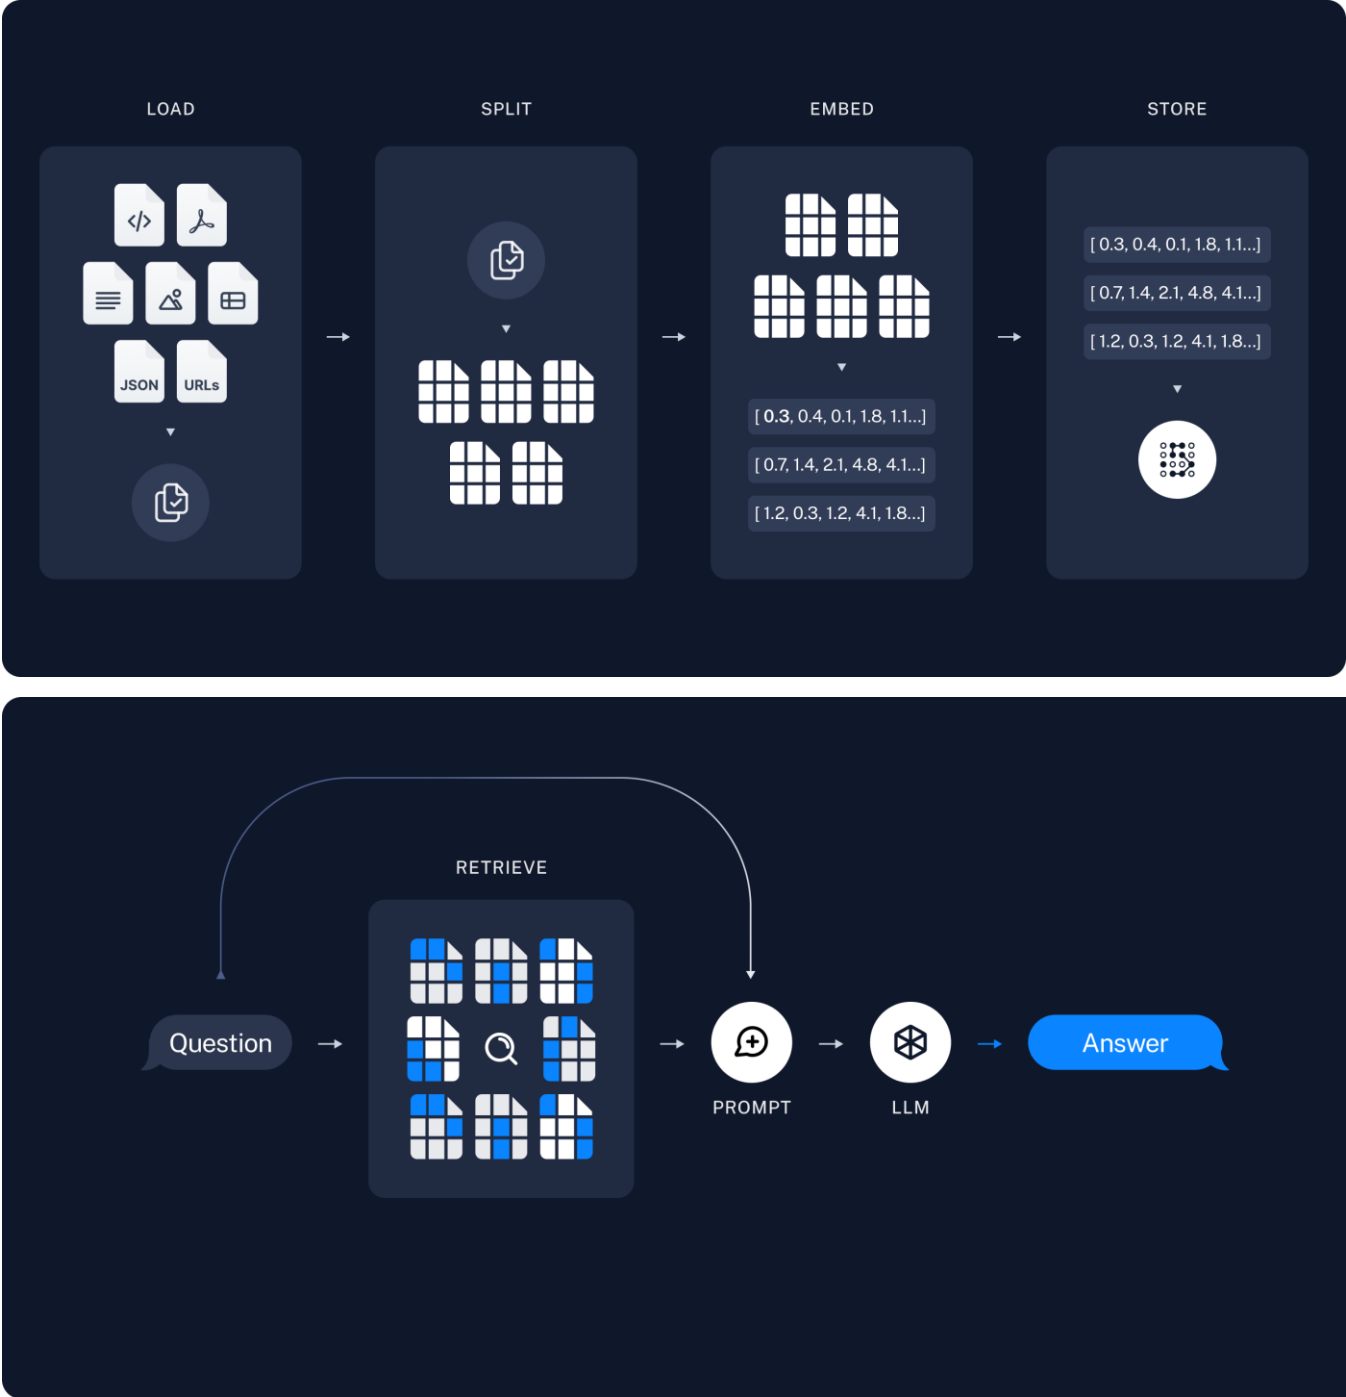 LOAD
SPLIT
EMBED
STORE
JSON
URLs
[ 0.3, 0.4, 0.1, 1.8, 1.1...]
[ 0.7, 1.4, 2.1, 4.8, 4.1...]
[ 1.2, 0.3, 1.2, 4.1, 1.8...]
[ 0.3, 0.4, 0.1, 1.8, 1.1...]
[ 0.7, 1.4, 2.1, 4.8, 4.1...]
[ 1.2, 0.3, 1.2, 4.1, 1.8...]
RETRIEVE
Question
PROMPT
LLM
Answer